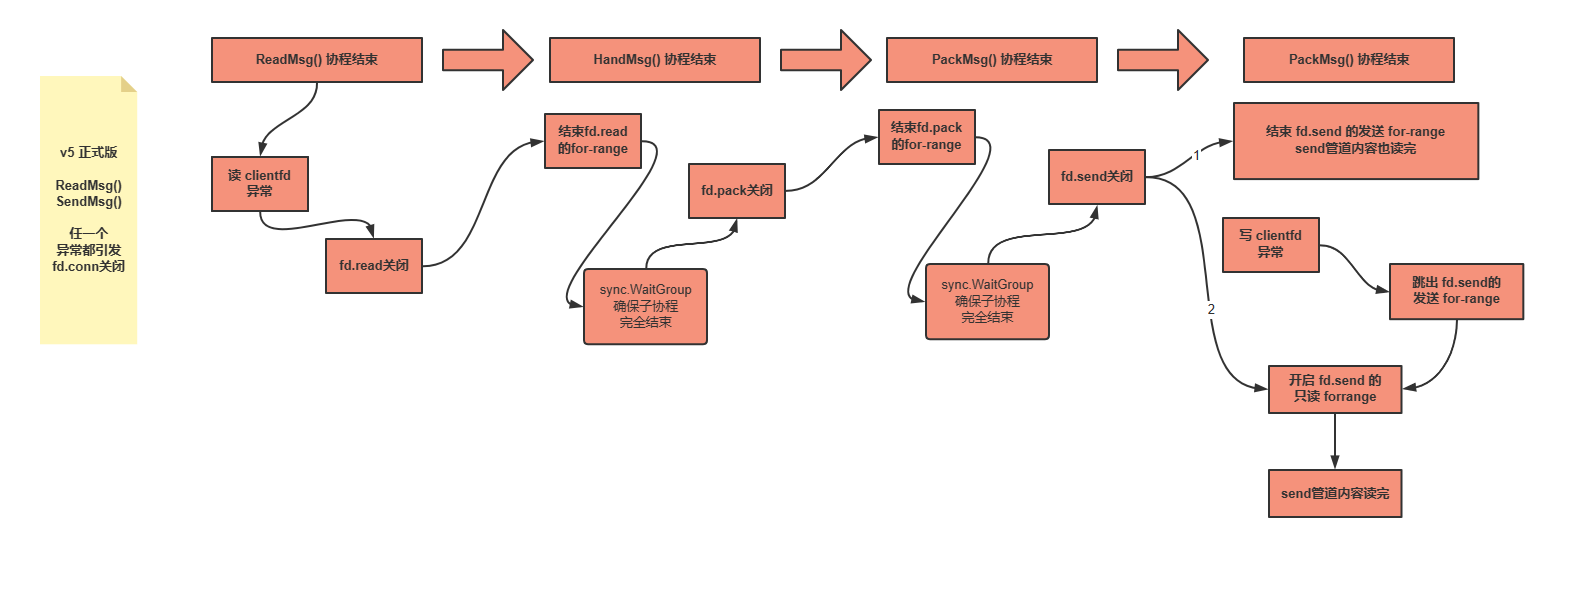 v5 正式版
ReadMsg()
SendMsg()
任一个
异常都引发
fd.conn关闭
ReadMsg() 协程结束
HandMsg() 协程结束
PackMsg() 协程结束
PackMsg() 协程结束
读 clientfd
异常
fd.read关闭
结束fd.read
的for-range
sync.WaitGroup
确保子协程
完全结束
fd.pack关闭
结束fd.pack
的for-range
sync.WaitGroup
确保子协程
完全结束
fd.send关闭
1
2
结束 fd.send 的发送 for-range
send管道内容也读完
写 clientfd
异常
跳出 fd.send的
发送 for-range
开启 fd.send 的
只读 forrange
send管道内容读完